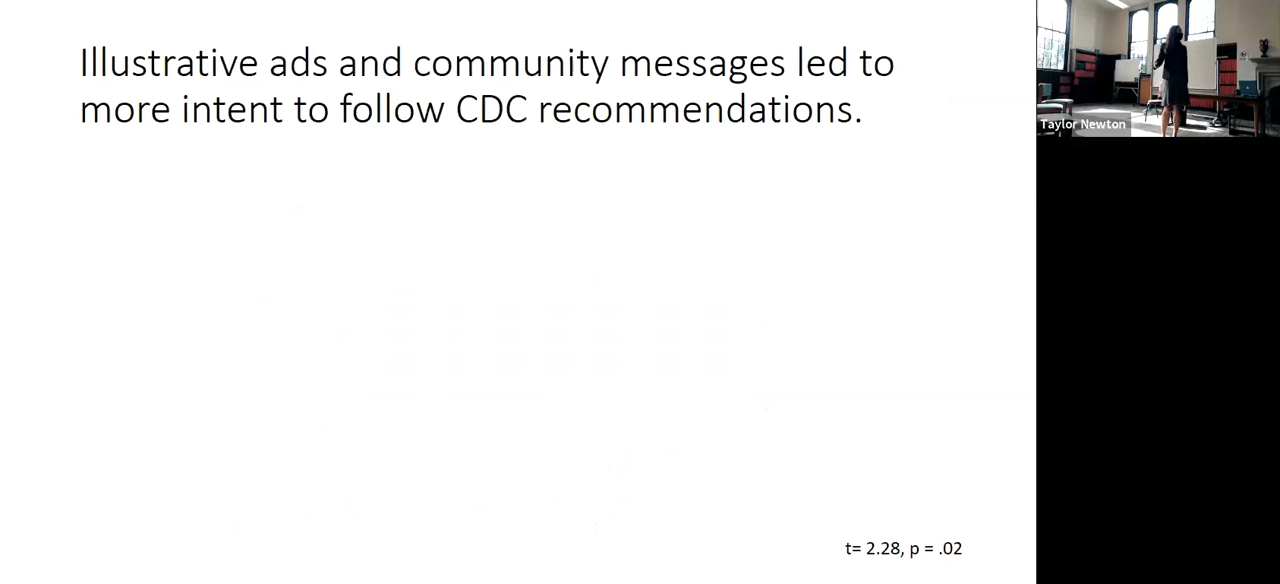 Illustrative ads and community messages led to
more intent to follow CDC recommendations.
Taylor Newton
t= 2.28, p = .02